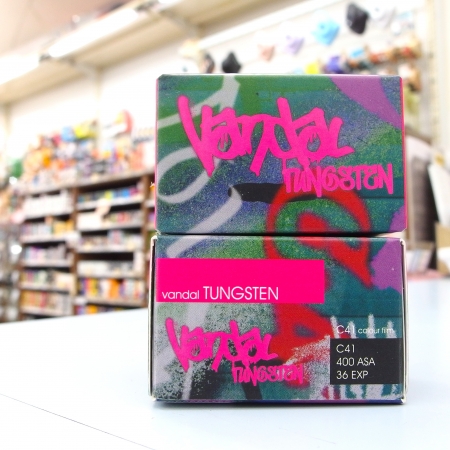 Vandal
TUNGSTEN
vandal TUNGSTEN
Vandal
TUNGSTEN
C41 colour film
C41
400 ASA
36 EXP